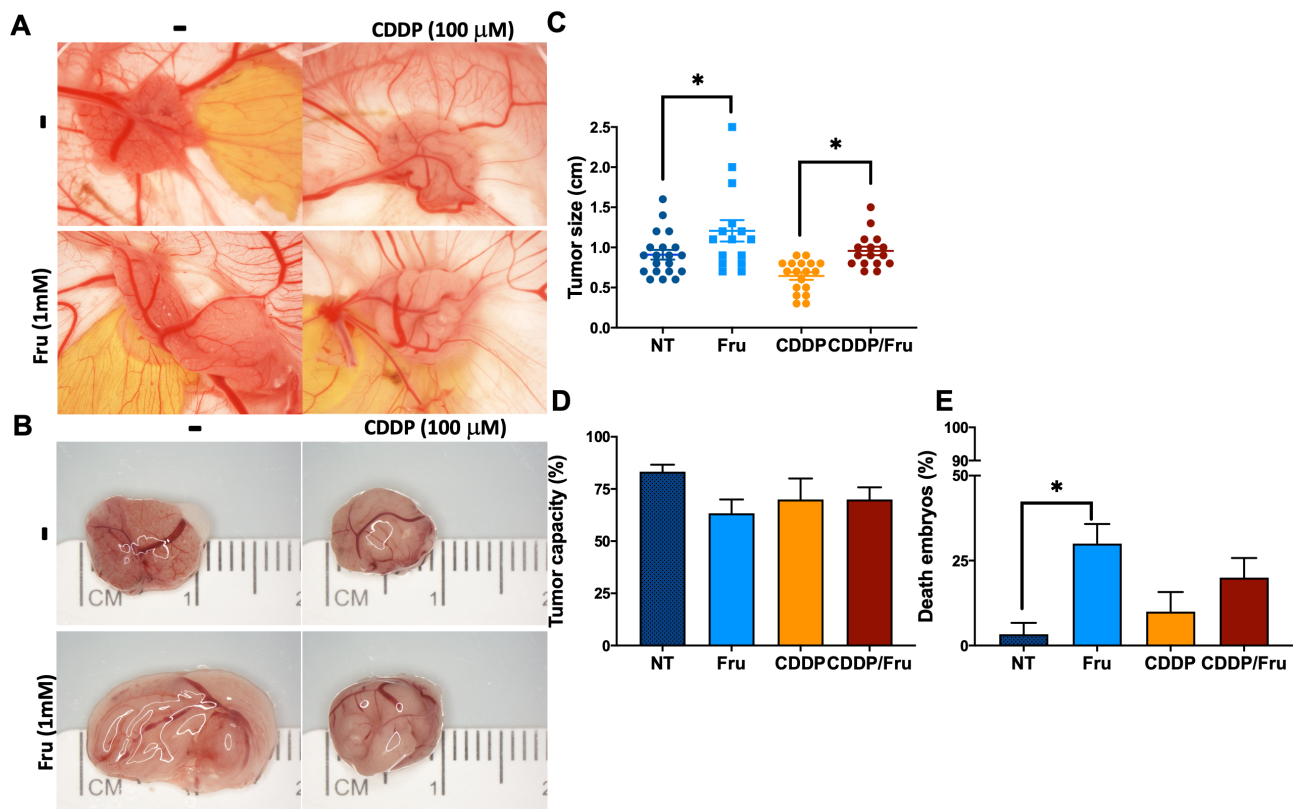 A
-
CDDP (100 μM)
-
Fru (1mM)
B
-
CDDP (100 μM)
-
Fru (1mM)
CM 1 2
CM 1 2
CM 1 2
CM 1 2
C
*
*
Tumor size (cm)
2.5
2.0
1.5
1.0
0.5
0.0
NT Fru CDDP CDDP/Fru
D
Tumor capacity (%)
100
75
50
25
0
NT Fru CDDP CDDP/Fru
E
*
Death embryos (%)
100
90
50
25
0
NT Fru CDDP CDDP/Fru